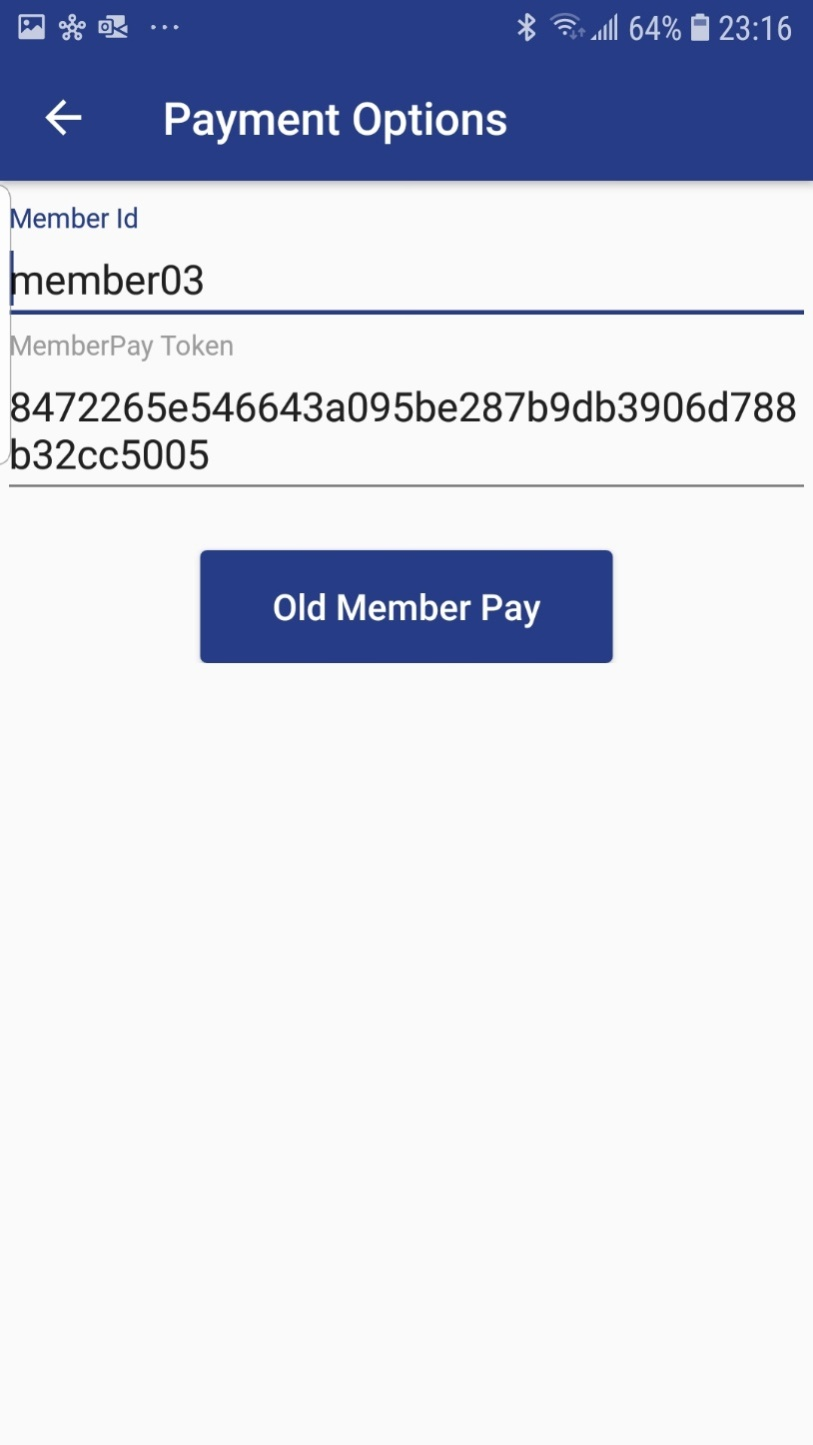 64% 23:16
Payment Options
Member Id
member03
MemberPay Token
8472265e546643a095be287b9db3906d788
b32cc5005
Old Member Pay